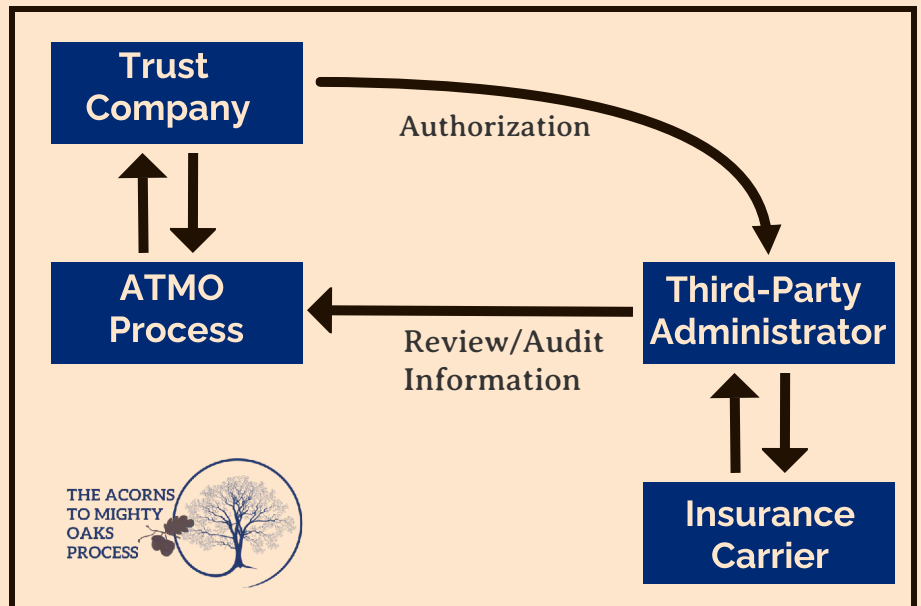 Trust
Company
Authorization
ATMO
Process
Third-Party
Administrator
Review/Audit
Information
THE ACORNS
TO MIGHTY
OAKS
PROCESS
Insurance
Carrier